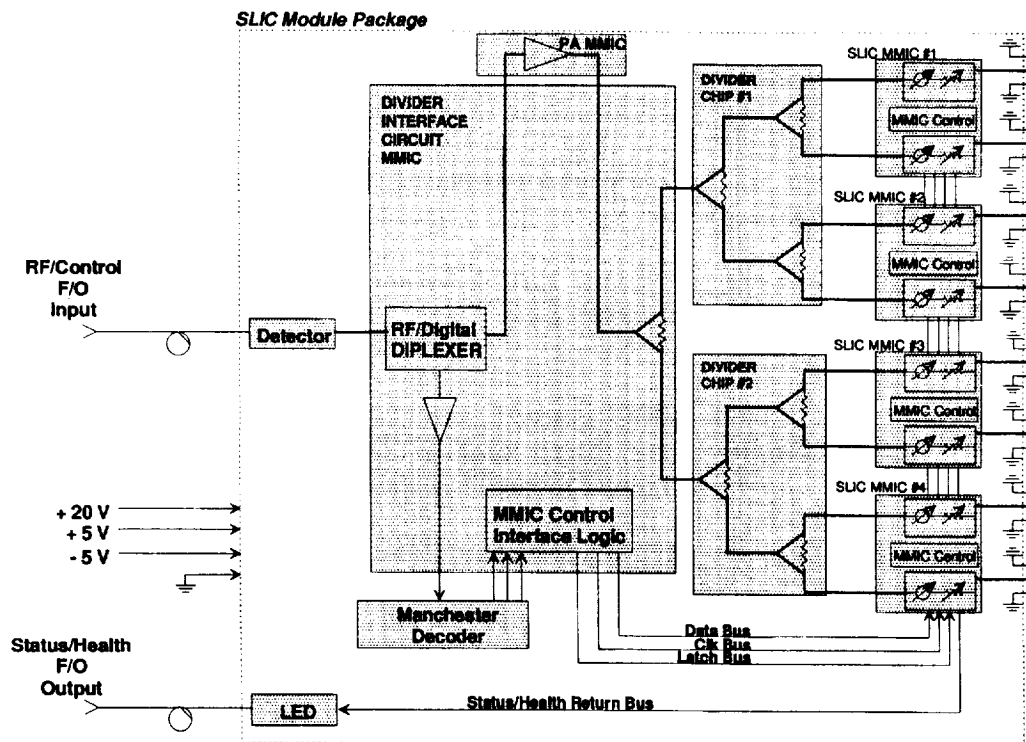 SLIC Module Package
PA MMIC
DIVIDER
INTERFACE
CIRCUIT
MMIC
DIVIDER
CHIP #1
SLIC MMIC #1
MMIC Control
SLIC MMIC #2
MMIC Control
RF/Control
F/O
Input
Detector
RF/Digital
DIPLEXER
DIVIDER
CHIP #2
SLIC MMIC #3
MMIC Control
SLIC MMIC #4
MMIC Control
+ 20 V
+ 5 V
- 5 V
MMIC Control
Interface Logic
Manchester
Decoder
Data Bus
Clk Bus
Latch Bus
Status/Health
F/O
Output
LED
Status/Health Return Bus